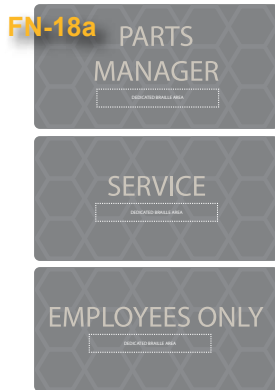 FN-18a
PARTS
MANAGER
DEDICATED BRAILLE AREA
SERVICE
DEDICATED BRAILLE AREA
EMPLOYEES ONLY
DEDICATED BRAILLE AREA